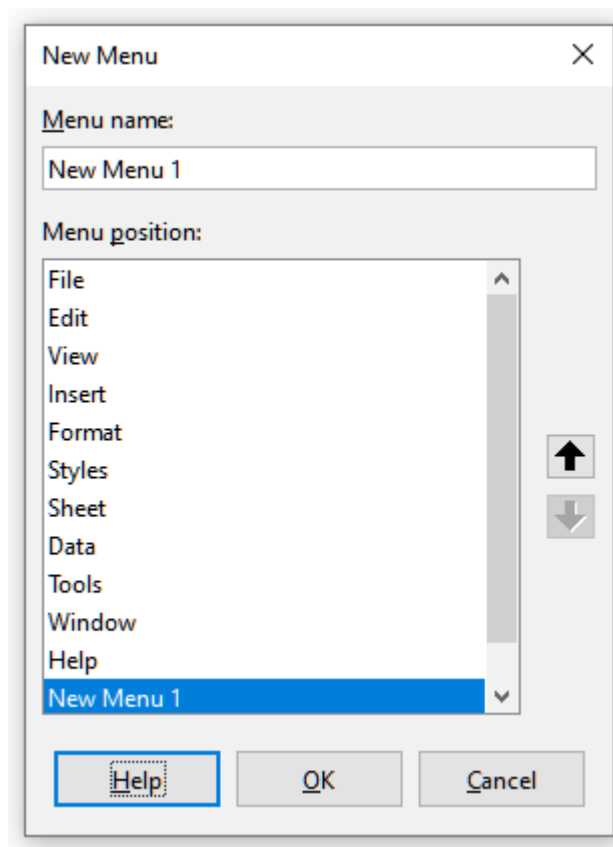 New Menu
Menu name:
New Menu 1
Menu position:
File
Edit
View
Insert
Format
Styles
Sheet
Data
Tools
Window
Help
New Menu 1
Help OK Cancel